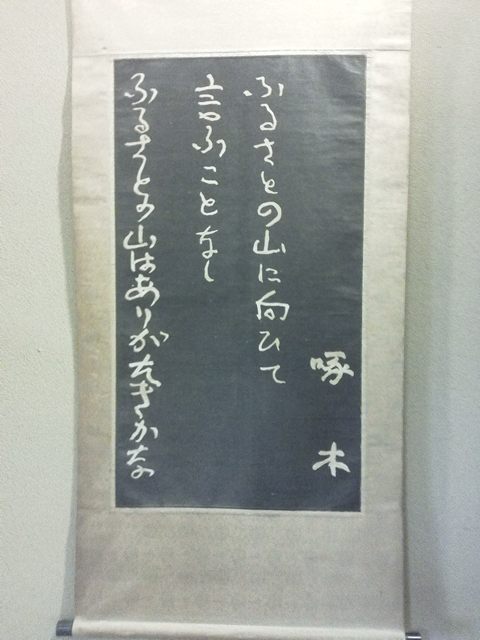 啄木
ふるさとの山に向ひて
言ふことなし
ふるさとの山はありがたきかな